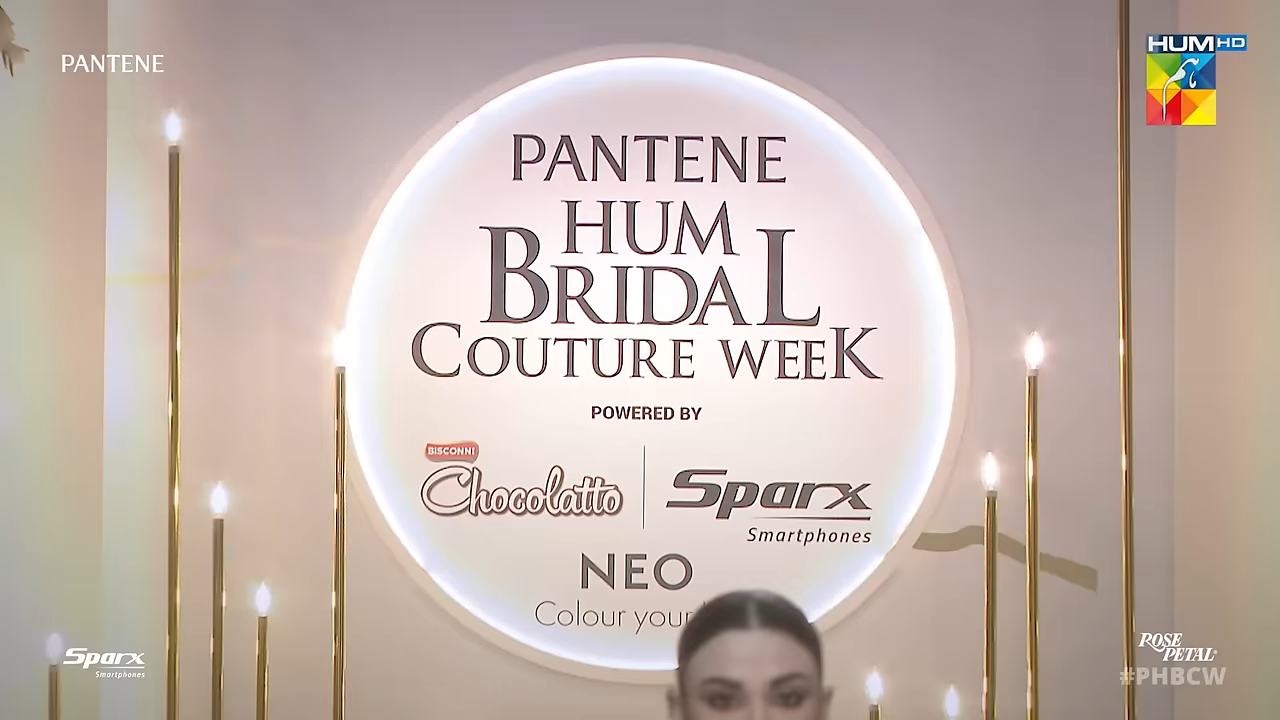 PANTENE
HUM HD
PANTENE
HUM
BRIDAL
COUTURE WEEK
POWERED BY
BISCONNI
Chocolatto
Sparx
Smartphones
NEO
Colour your
Sparx
Smartphones
ROSE
PETAL
#PHBCW